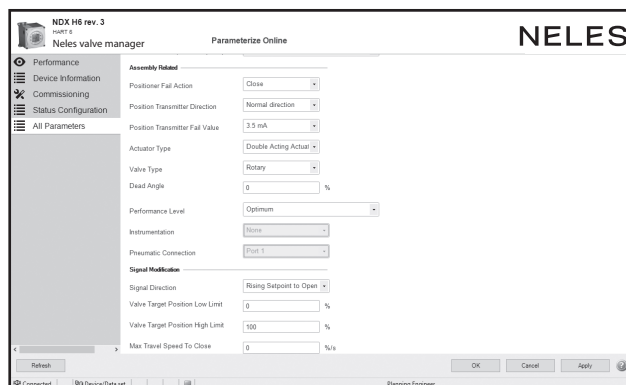 NDX H6 rev. 3
HART 6
Neles valve manager
Parameterize Online
NELES
Performance
Device Information
Commissioning
Status Configuration
All Parameters
Assembly Related
Positioner Fail Action Close
Position Transmitter Direction Normal direction
Position Transmitter Fail Value 3.5 mA
Actuator Type Double Acting Actual
Valve Type Rotary
Dead Angle 0 %
Performance Level Optimum
Instrumentation None
Pneumatic Connection Port 1
Signal Modification
Signal Direction Rising Setpoint to Open
Valve Target Position Low Limit 0 %
Valve Target Position High Limit 100 %
Max Travel Speed To Close 0 %/s
Refresh OK Cancel Apply ?
Connected Device/Data set Planning Engineer